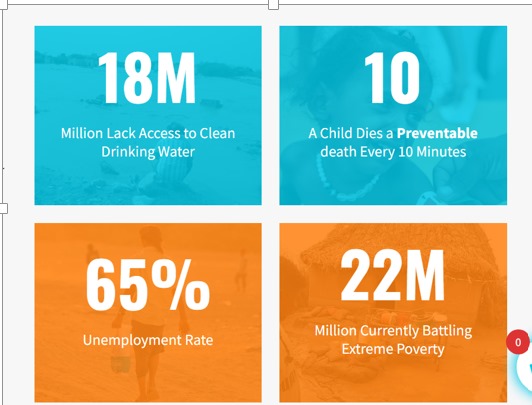 18M
Million Lack Access to Clean
Drinking Water
10
A Child Dies a Preventable
death Every 10 Minutes
65%
Unemployment Rate
22M
Million Currently Battling
Extreme Poverty
0